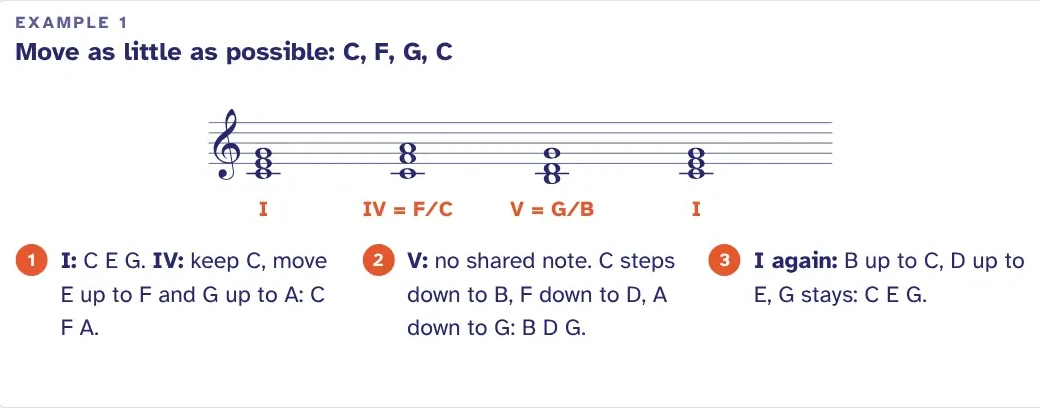 EXAMPLE 1
Move as little as possible: C, F, G, C
I
IV = F/C
V = G/B
I
1
I: C E G. IV: keep C, move
E up to F and G up to A: C
F A.
2
V: no shared note. C steps
down to B, F down to D, A
down to G: B D G.
3
I again: B up to C, D up to
E, G stays: C E G.